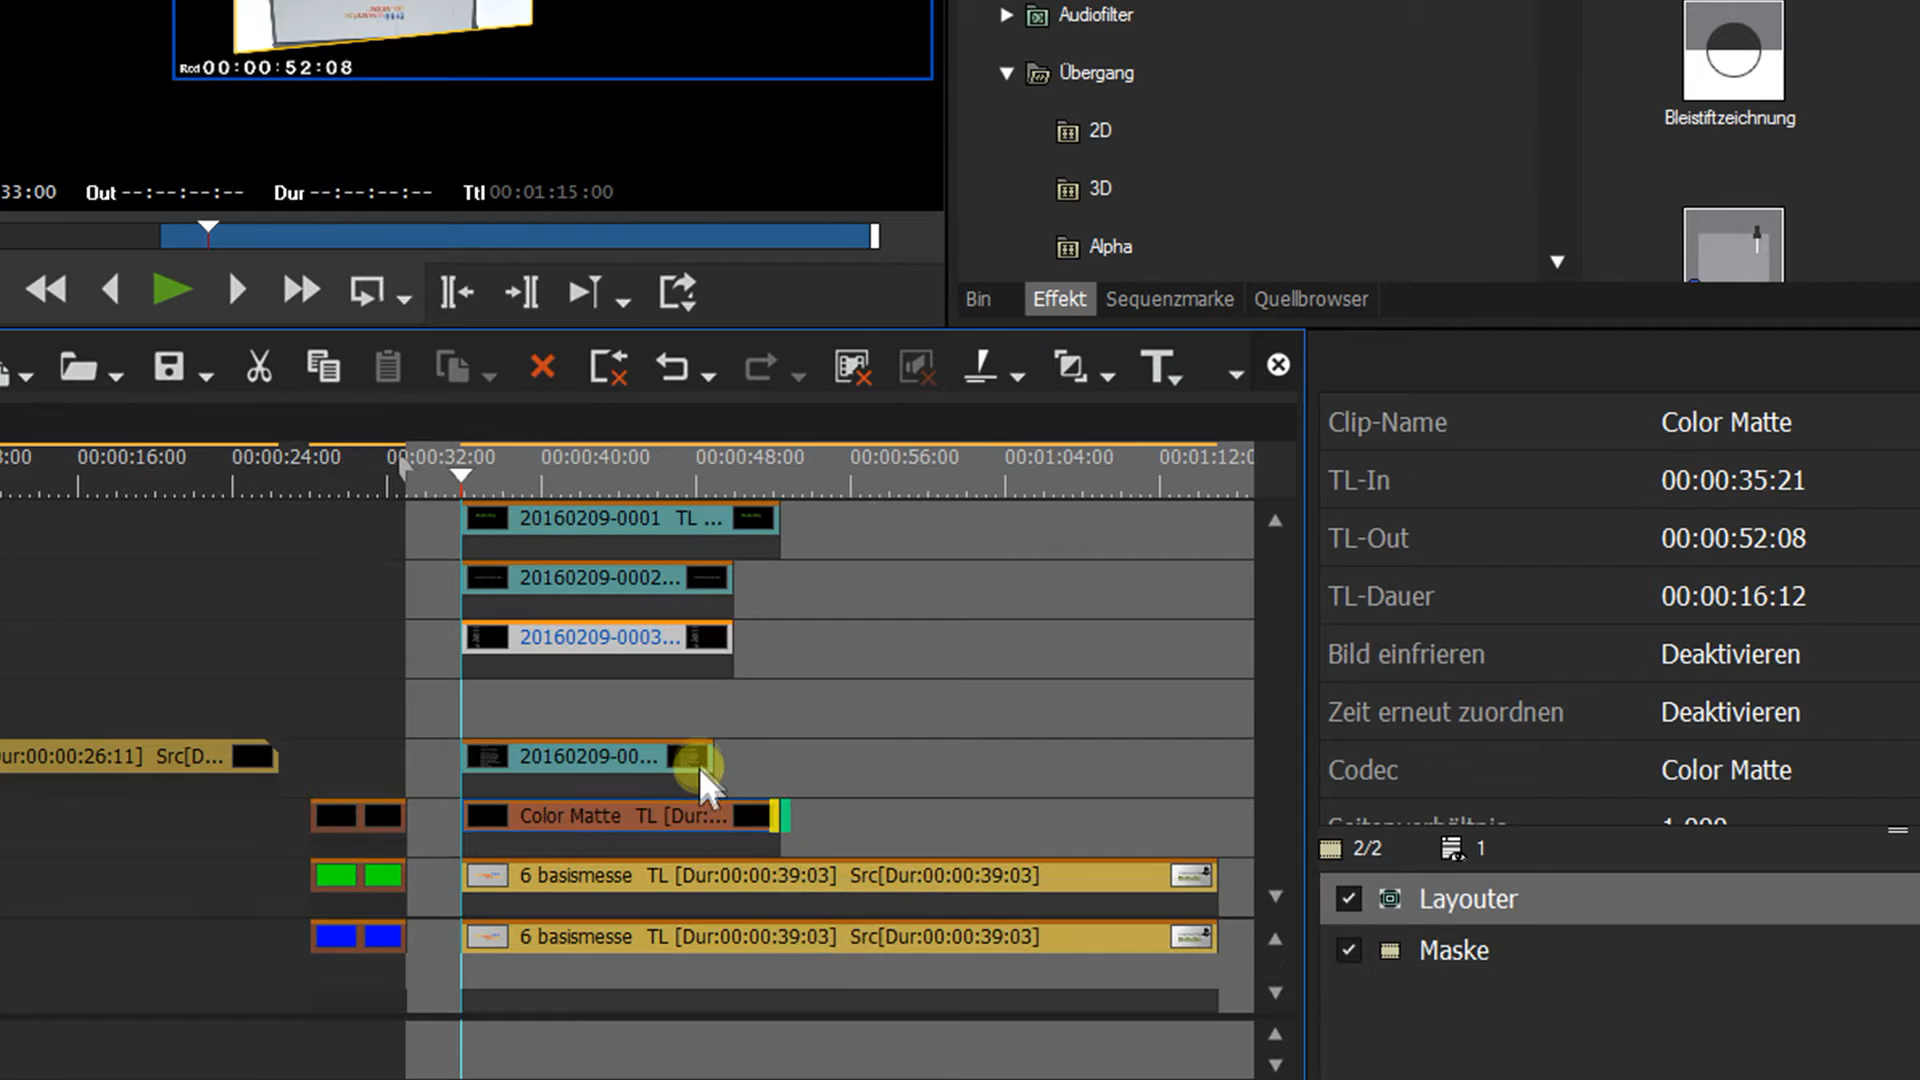 Audiofilter
Übergang
2D
3D
Alpha
Bleistiftzeichnung
Rcd 00:00:52:08
33:00 Out --:--:--:-- Dur --:--:--:-- Ttl 00:01:15:00
Bin Effekt Sequenzmarke Quellbrowser
3:00 00:00:16:00 00:00:24:00 00:00:32:00 00:00:40:00 00:00:48:00 00:00:56:00 00:01:04:00 00:01:12:0
20160209-0001 TL ...
20160209-0002...
20160209-0003...
Dur:00:00:26:11] Src[D...
20160209-00...
Color Matte TL [Dur:...
6 basismesse TL [Dur:00:00:39:03] Src[Dur:00:00:39:03]
6 basismesse TL [Dur:00:00:39:03] Src[Dur:00:00:39:03]
Clip-Name Color Matte
TL-In 00:00:35:21
TL-Out 00:00:52:08
TL-Dauer 00:00:16:12
Bild einfrieren Deaktivieren
Zeit erneut zuordnen Deaktivieren
Codec Color Matte
Seitenverhältnis 1.000
2/2 1
Layouter
Maske